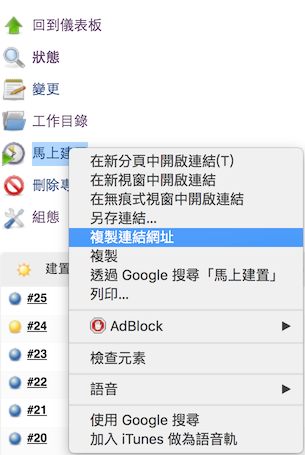 回到儀表板
狀態
變更
工作目錄
馬上建
刪除
組態
在新分頁中開啟連結(T)
在新視窗中開啟連結
在無痕式視窗中開啟連結
另存連結...
複製連結網址
複製
透過 Google 搜尋「馬上建置」
列印...
AdBlock
檢查元素
語音
使用 Google 搜尋
加入 iTunes 做為語音軌
建置
#25
#24
#23
#22
#21
#20